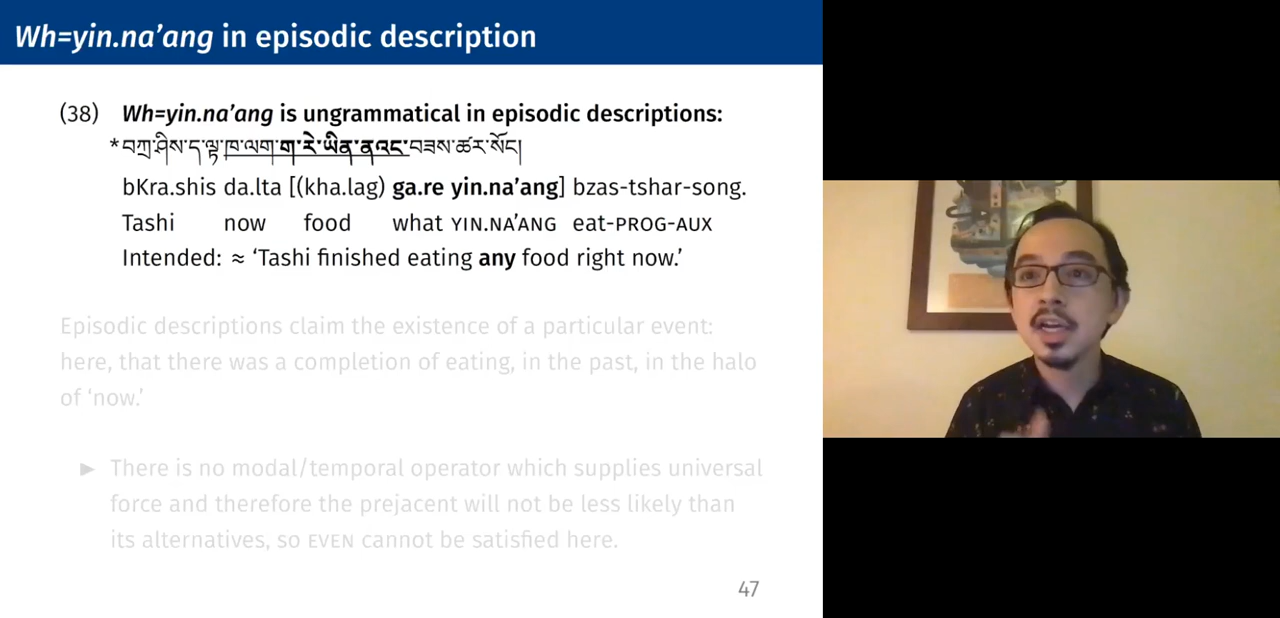 Wh=yin.na’ang in episodic description
(38) Wh=yin.na’ang is ungrammatical in episodic descriptions:
*བཀྲ་ཤིས་ད་ལྟ་ཁ་ལག་ག་རེ་ཡིན་ནའང་བཟས་ཚར་སོང།
bKra.shis da.lta [(kha.lag) ga.re yin.na’ang] bzas-tshar-song.
Tashi now food what YIN.NA’ANG eat-PROG-AUX
Intended: ≈ ‘Tashi finished eating any food right now.’
Episodic descriptions claim the existence of a particular event:
here, that there was a completion of eating, in the past, in the halo
of ‘now.’
► There is no modal/temporal operator which supplies universal
force and therefore the prejacent will not be less likely than
its alternatives, so EVEN cannot be satisfied here.
47